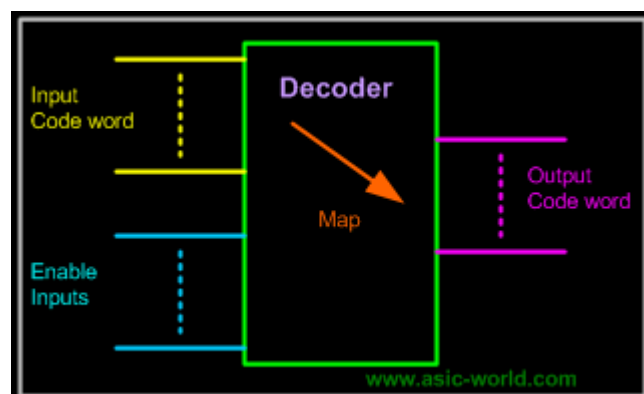 Decoder
Input
Code word
Map
Output
Code word
Enable
Inputs
www.asic-world.com